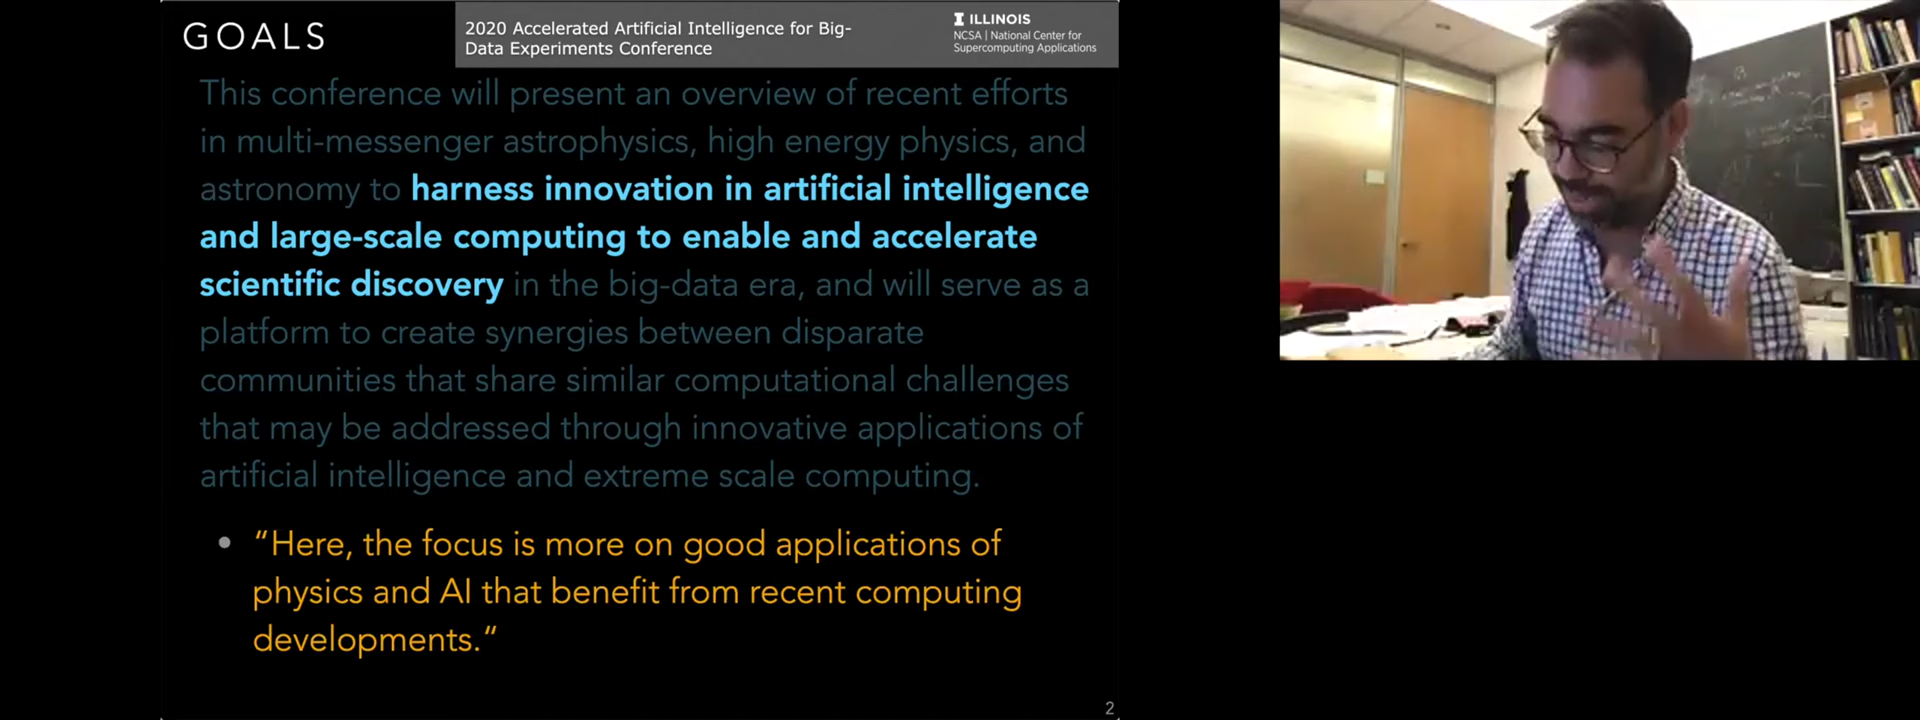 GOALS
2020 Accelerated Artificial Intelligence for Big-
Data Experiments Conference
I ILLINOIS
NCSA | National Center for
Supercomputing Applications
This conference will present an overview of recent efforts
in multi-messenger astrophysics, high energy physics, and
astronomy to harness innovation in artificial intelligence
and large-scale computing to enable and accelerate
scientific discovery in the big-data era, and will serve as a
platform to create synergies between disparate
communities that share similar computational challenges
that may be addressed through innovative applications of
artificial intelligence and extreme scale computing.
• “Here, the focus is more on good applications of
physics and AI that benefit from recent computing
developments.”
2